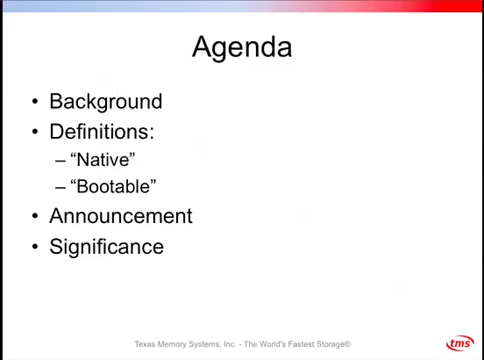 Agenda
• Background
• Definitions:
– “Native”
– “Bootable”
• Announcement
• Significance
Texas Memory Systems, Inc. - The World's Fastest Storage®
tms